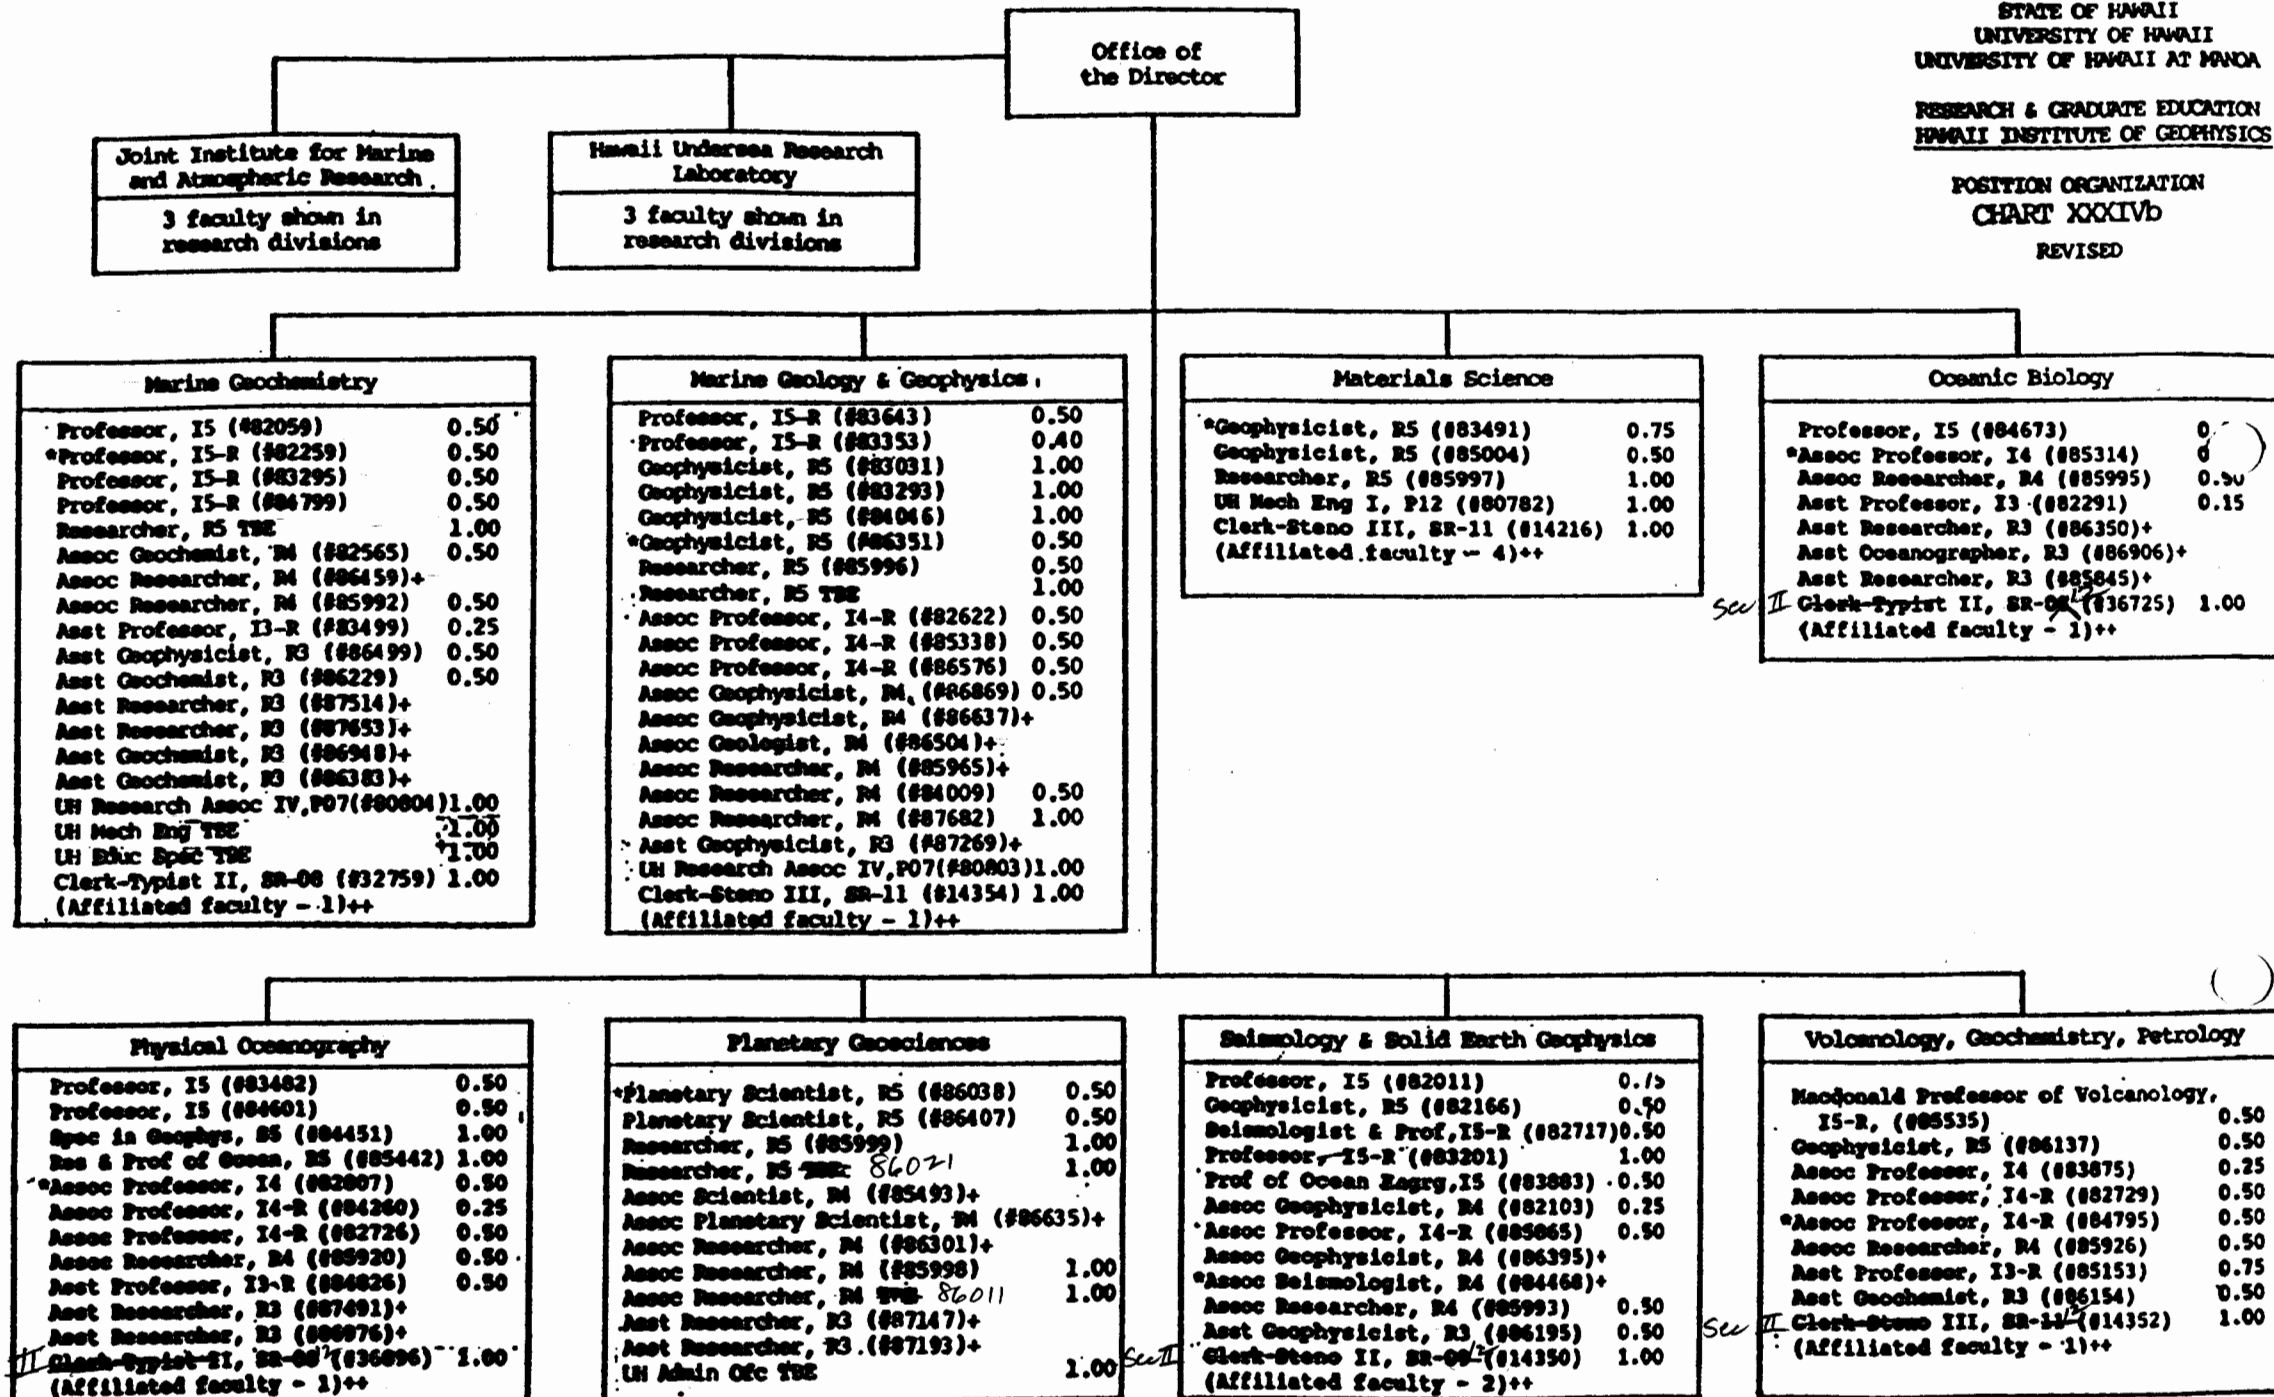 STATE OF HAWAII
UNIVERSITY OF HAWAII
UNIVERSITY OF HAWAII AT MANOA
RESEARCH & GRADUATE EDUCATION
HAWAII INSTITUTE OF GEOPHYSICS
POSITION ORGANIZATION
CHART XXXIVb
REVISED
Office of
the Director
Joint Institute for Marine
and Atmospheric Research
3 faculty shown in
research divisions
Hawaii Undersea Research
Laboratory
3 faculty shown in
research divisions
Marine Geochemistry
Professor, I5 (#82059) 0.50
*Professor, I5-R (#82259) 0.50
Professor, I5-R (#83295) 0.50
Professor, I5-R (#84799) 0.50
Researcher, R5 TBE 1.00
Assoc Geochemist, R4 (#82565) 0.50
Assoc Researcher, R4 (#86459)+
Assoc Researcher, R4 (#85992) 0.50
Asst Professor, I3-R (#83499) 0.25
Asst Geophysicist, R3 (#86499) 0.50
Asst Geochemist, R3 (#86229) 0.50
Asst Researcher, R3 (#87514)+
Asst Researcher, R3 (#87653)+
Asst Geochemist, R3 (#86948)+
Asst Geochemist, R3 (#86383)+
UH Research Assoc IV,P07(#80804)1.00
UH Mech Eng TBE 1.00
UH Educ Spec TBE 1.00
Clerk-Typist II, SR-08 (#32759) 1.00
(Affiliated faculty - 1)++
Marine Geology & Geophysics
Professor, I5-R (#83643) 0.50
Professor, I5-R (#83353) 0.40
Geophysicist, R5 (#83031) 1.00
Geophysicist, R5 (#83293) 1.00
Geophysicist, R5 (#84046) 1.00
*Geophysicist, R5 (#86351) 0.50
Researcher, R5 (#85996) 0.50
Researcher, R5 TBE 1.00
Assoc Professor, I4-R (#82622) 0.50
Assoc Professor, I4-R (#85338) 0.50
Assoc Professor, I4-R (#86576) 0.50
Assoc Geophysicist, R4, (#86869) 0.50
Assoc Geophysicist, R4 (#86637)+
Assoc Geologist, R4 (#86504)+
Assoc Researcher, R4 (#85965)+
Assoc Researcher, R4 (#84009) 0.50
Assoc Researcher, R4 (#87682) 1.00
Asst Geophysicist, R3 (#87269)+
UH Research Assoc IV,P07(#80803)1.00
Clerk-Steno III, SR-11 (#14354) 1.00
(Affiliated faculty - 1)++
Materials Science
*Geophysicist, R5 (#83491) 0.75
Geophysicist, R5 (#85004) 0.50
Researcher, R5 (#85997) 1.00
UH Mech Eng I, P12 (#80782) 1.00
Clerk-Steno III, SR-11 (#14216) 1.00
(Affiliated faculty - 4)++
Oceanic Biology
Professor, I5 (#84673)
*Assoc Professor, I4 (#85314)
Assoc Researcher, R4 (#85995) 0.50
Asst Professor, I3 (#82291) 0.15
Asst Researcher, R3 (#86350)+
Asst Oceanographer, R3 (#86906)+
Asst Researcher, R3 (#85845)+
Sec II Clerk-Typist II, SR-08 12 (#36725) 1.00
(Affiliated faculty - 1)++
Physical Oceanography
Professor, I5 (#83482) 0.50
Professor, I5 (#84601) 0.50
Spec in Geophys, S5 (#84451) 1.00
Res & Prof of Ocean, R5 (#85442) 1.00
*Assoc Professor, I4 (#82807) 0.50
Assoc Professor, I4-R (#84260) 0.25
Assoc Professor, I4-R (#82726) 0.50
Assoc Researcher, R4 (#85920) 0.50
Asst Professor, I3-R (#84826) 0.50
Asst Researcher, R3 (#87491)+
Asst Researcher, R3 (#86976)+
II Clerk-Typist II, SR-08 12 (#36096) 1.00
(Affiliated faculty - 1)++
Planetary Geosciences
*Planetary Scientist, R5 (#86038) 0.50
Planetary Scientist, R5 (#86407) 0.50
Researcher, R5 (#85999) 1.00
Researcher, R5 TBE 86021 1.00
Assoc Scientist, R4 (#85493)+
Assoc Planetary Scientist, R4 (#86635)+
Assoc Researcher, R4 (#86301)+
Assoc Researcher, R4 (#85998) 1.00
Assoc Researcher, R4 TBE 86011 1.00
Asst Researcher, R3 (#87147)+
Asst Researcher, R3 (#87193)+
UH Admin Ofc TBE 1.00
Seismology & Solid Earth Geophysics
Professor, I5 (#82011) 0.75
Geophysicist, R5 (#82166) 0.50
Seismologist & Prof,I5-R (#82717)0.50
Professor, I5-R (#83201) 1.00
Prof of Ocean Engrg,I5 (#83883) 0.50
Assoc Geophysicist, R4 (#82103) 0.25
Assoc Professor, I4-R (#85865) 0.50
Assoc Geophysicist, R4 (#86395)+
*Assoc Seismologist, R4 (#84468)+
Assoc Researcher, R4 (#85993) 0.50
Asst Geophysicist, R3 (#86195) 0.50
Sec II Clerk-Steno II, SR-09 12 (#14350) 1.00
(Affiliated faculty - 2)++
Volcanology, Geochemistry, Petrology
Macdonald Professor of Volcanology,
I5-R, (#85535) 0.50
Geophysicist, R5 (#86137) 0.50
Assoc Professor, I4 (#83875) 0.25
Assoc Professor, I4-R (#82729) 0.50
*Assoc Professor, I4-R (#84795) 0.50
Assoc Researcher, R4 (#85926) 0.50
Asst Professor, I3-R (#85153) 0.75
Asst Geochemist, R3 (#86154) 0.50
Sec II Clerk-Steno III, SR-11 12 (#14352) 1.00
(Affiliated faculty - 1)++